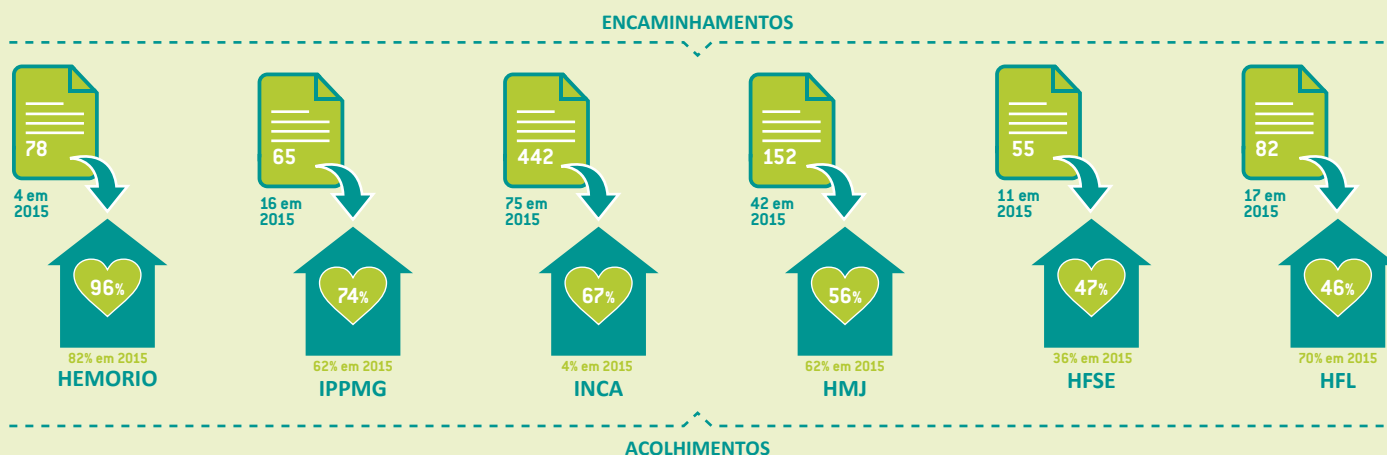 ENCAMINHAMENTOS
78
4 em
2015
96%
82% em 2015
HEMORIO
65
16 em
2015
74%
62% em 2015
IPPMG
442
75 em
2015
67%
4% em 2015
INCA
152
42 em
2015
56%
62% em 2015
HMJ
55
11 em
2015
47%
36% em 2015
HFSE
82
17 em
2015
46%
70% em 2015
HFL
ACOLHIMENTOS